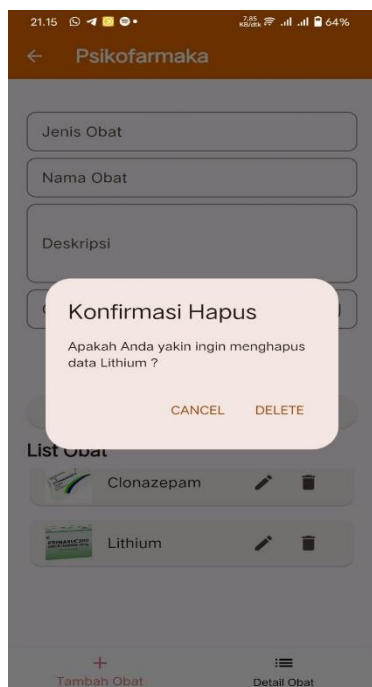 21.15
7,85
KB/dtk
64%
Psikofarmaka
Jenis Obat
Nama Obat
Deskripsi
Konfirmasi Hapus
Apakah Anda yakin ingin menghapus
data Lithium ?
CANCEL DELETE
List Obat
Clonazepam
Lithium
Tambah Obat Detail Obat